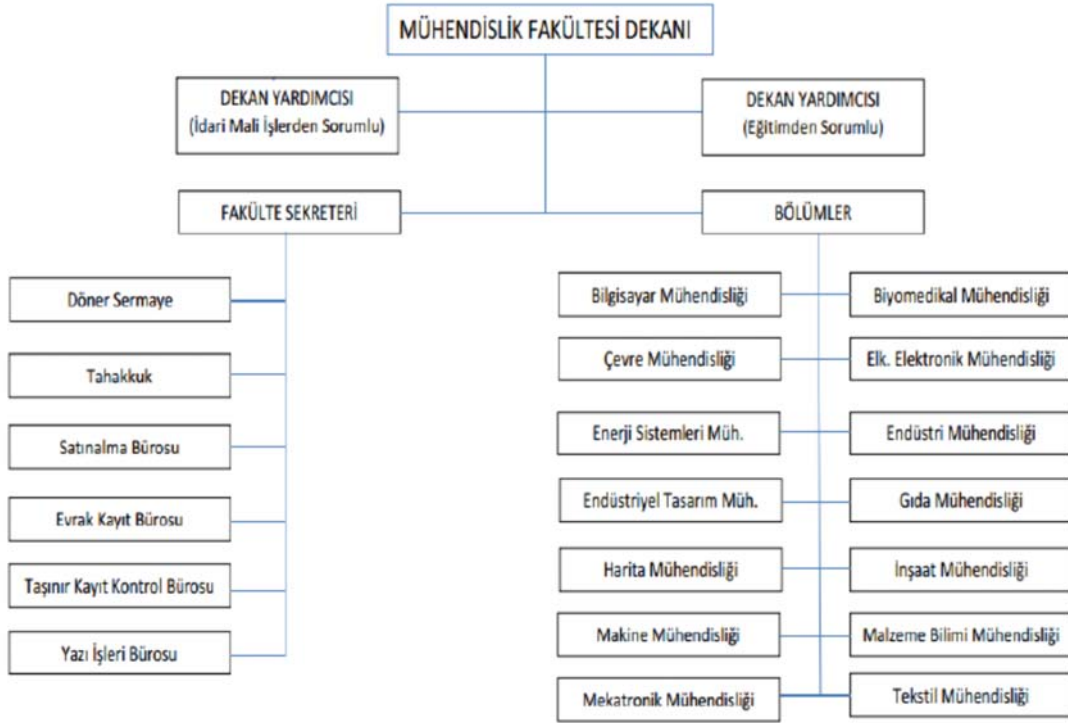 MÜHENDİSLİK FAKÜLTESİ DEKANI
DEKAN YARDIMCISI
(İdari Mali İşlerden Sorumlu)
DEKAN YARDIMCISI
(Eğitimden Sorumlu)
FAKÜLTE SEKRETERİ
BÖLÜMLER
Döner Sermaye
Tahakkuk
Satınalma Bürosu
Evrak Kayıt Bürosu
Taşınır Kayıt Kontrol Bürosu
Yazı İşleri Bürosu
Bilgisayar Mühendisliği
Biyomedikal Mühendisliği
Çevre Mühendisliği
Elk. Elektronik Mühendisliği
Enerji Sistemleri Müh.
Endüstri Mühendisliği
Endüstriyel Tasarım Müh.
Gıda Mühendisliği
Harita Mühendisliği
İnşaat Mühendisliği
Makine Mühendisliği
Malzeme Bilimi Mühendisliği
Mekatronik Mühendisliği
Tekstil Mühendisliği